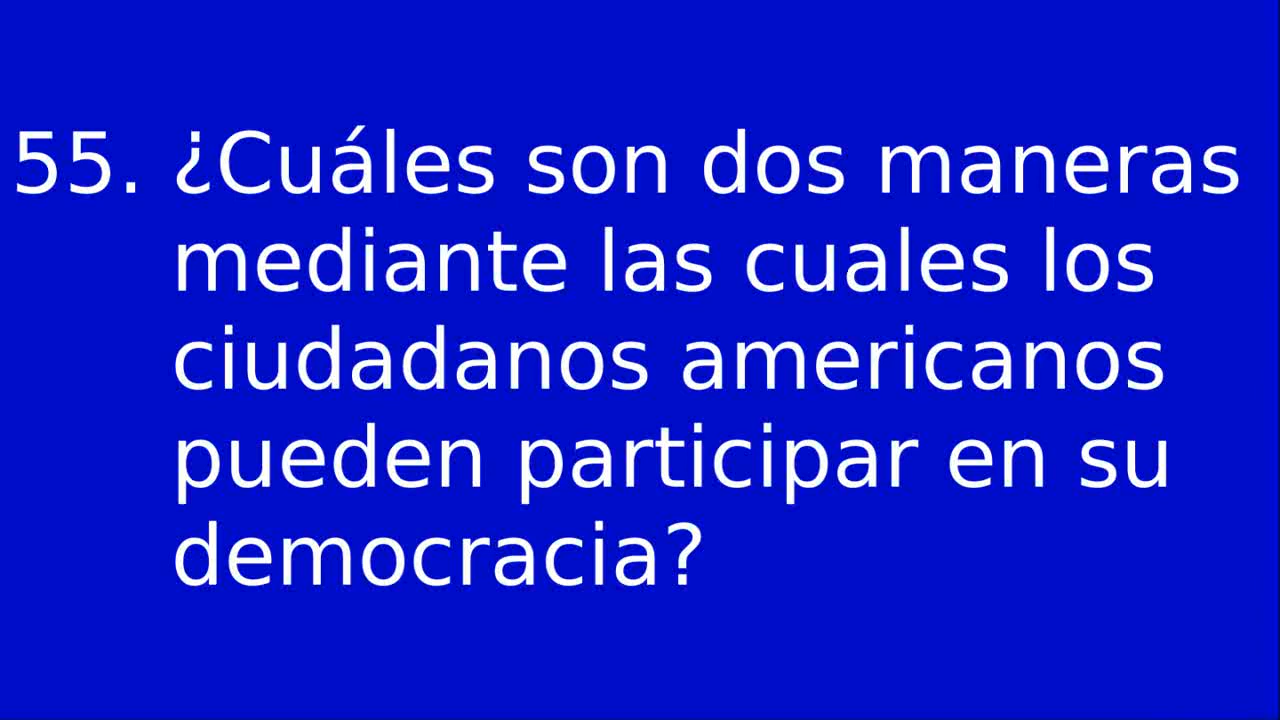 55. ¿Cuáles son dos maneras
mediante las cuales los
ciudadanos americanos
pueden participar en su
democracia?